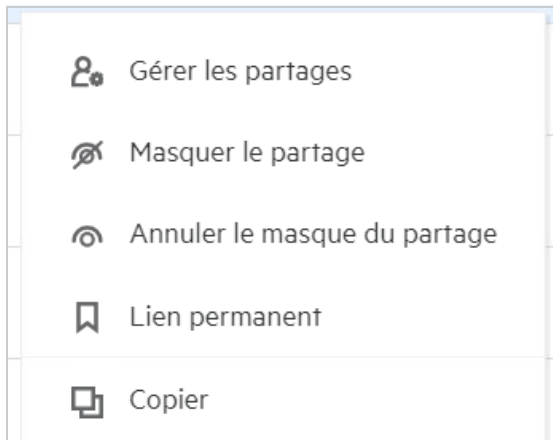 Gérer les partages
Masquer le partage
Annuler le masque du partage
Lien permanent
Copier